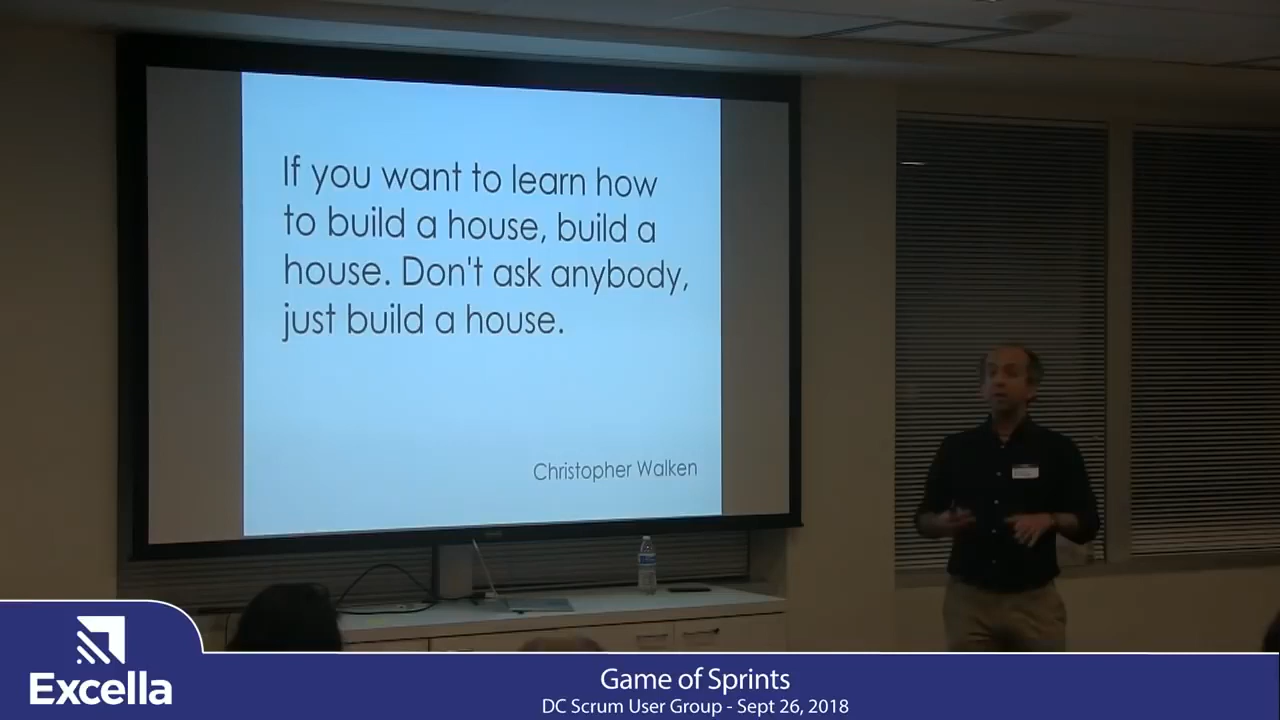 If you want to learn how
to build a house, build a
house. Don't ask anybody,
just build a house.
Christopher Walken
Excella
Game of Sprints
DC Scrum User Group - Sept 26, 2018